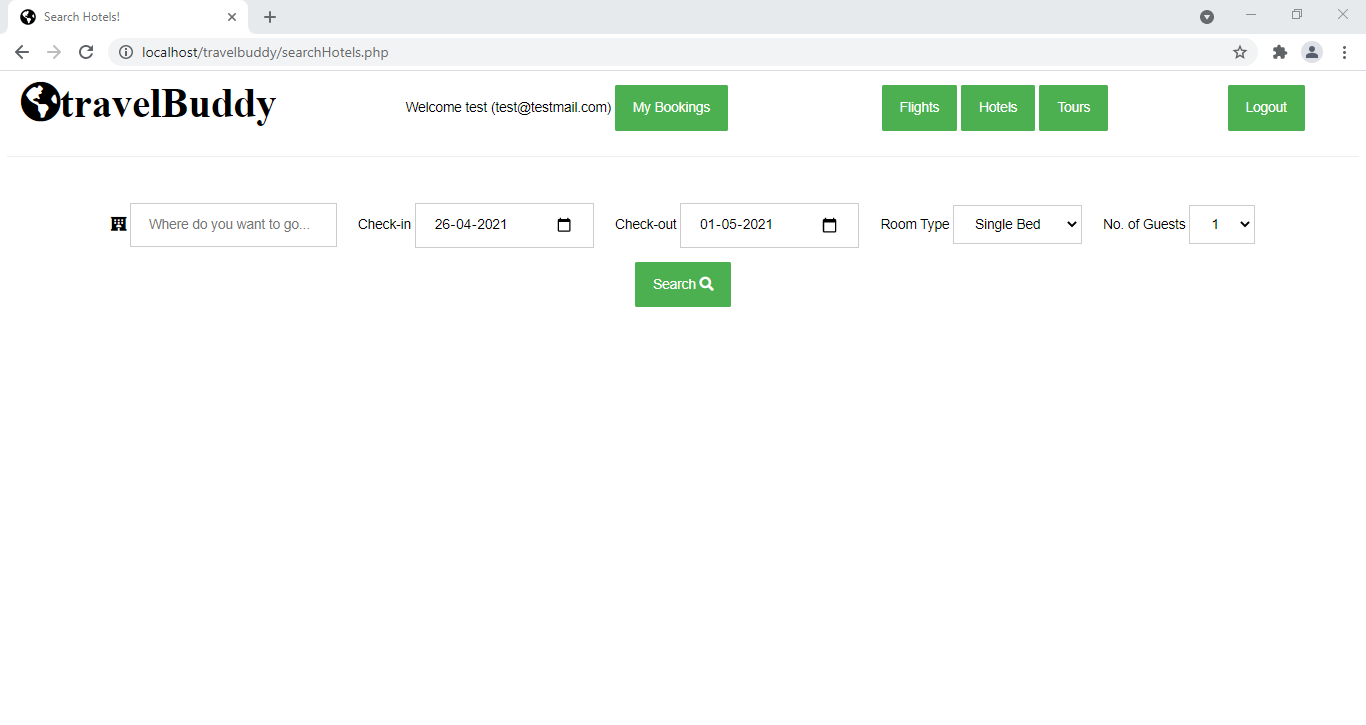 Search Hotels!
localhost/travelbuddy/searchHotels.php
travelBuddy Welcome test (test@testmail.com) My Bookings Flights Hotels Tours Logout
Where do you want to go... Check-in 26-04-2021 Check-out 01-05-2021 Room Type Single Bed No. of Guests 1
Search